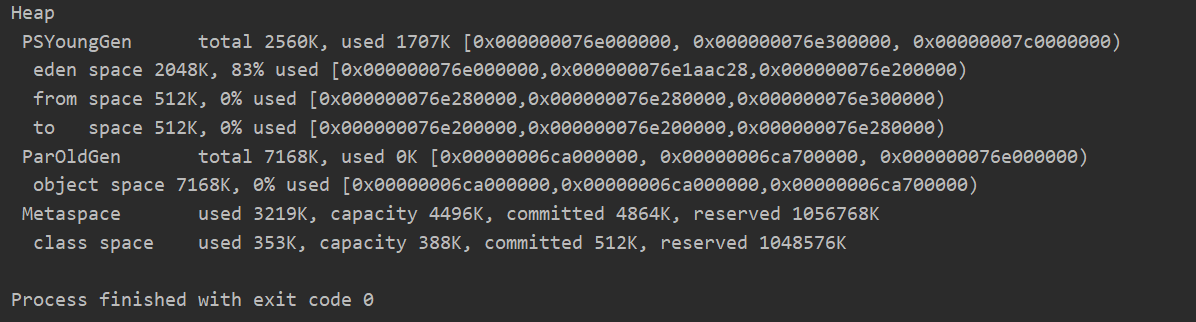 Heap
 PSYoungGen      total 2560K, used 1707K [0x000000076e000000, 0x000000076e300000, 0x00000007c0000000)
  eden space 2048K, 83% used [0x000000076e000000,0x000000076e1aac28,0x000000076e200000)
  from space 512K, 0% used [0x000000076e280000,0x000000076e280000,0x000000076e300000)
  to   space 512K, 0% used [0x000000076e200000,0x000000076e200000,0x000000076e280000)
 ParOldGen       total 7168K, used 0K [0x00000006ca000000, 0x00000006ca700000, 0x000000076e000000)
  object space 7168K, 0% used [0x00000006ca000000,0x00000006ca000000,0x00000006ca700000)
 Metaspace       used 3219K, capacity 4496K, committed 4864K, reserved 1056768K
  class space    used 353K, capacity 388K, committed 512K, reserved 1048576K
Process finished with exit code 0